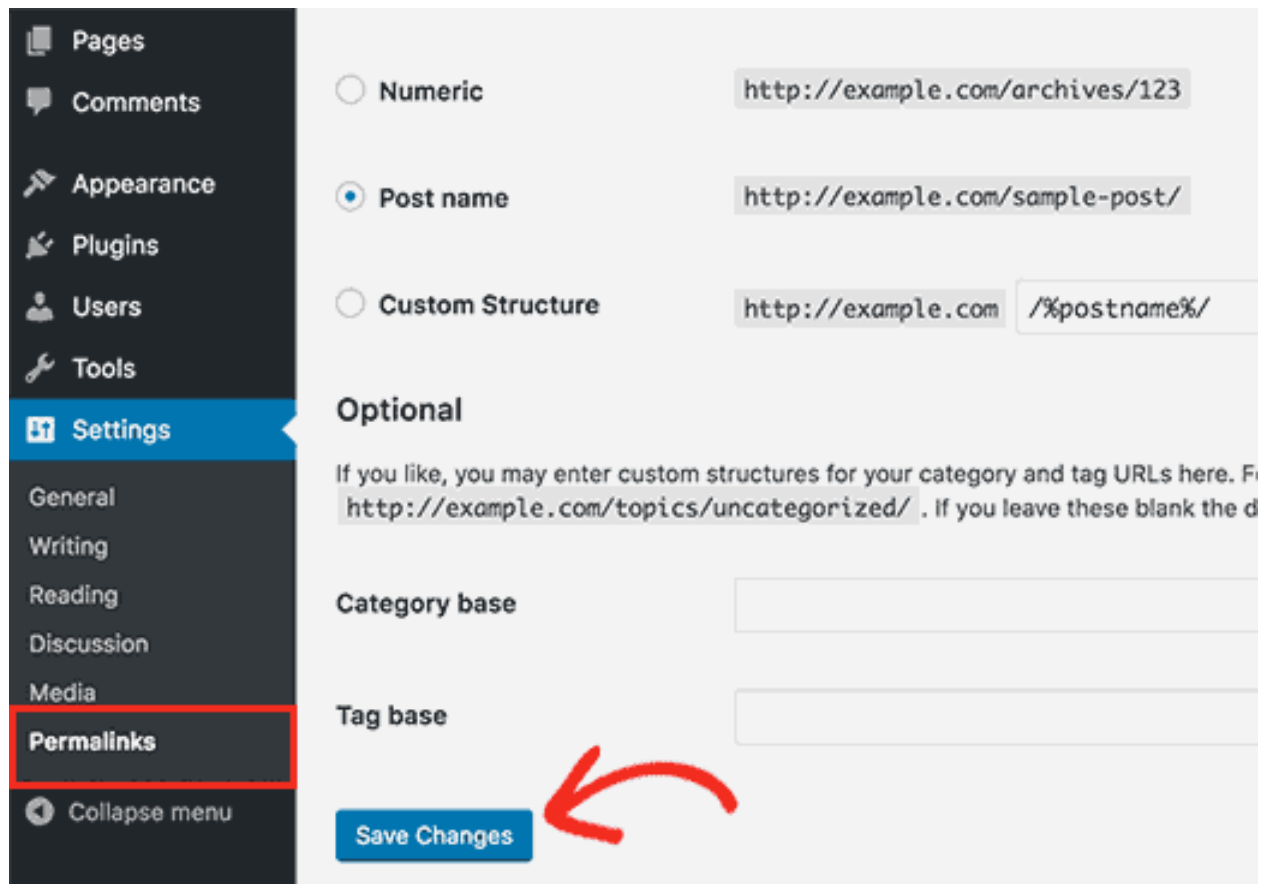 Pages
Comments
Appearance
Plugins
Users
Tools
Settings
General
Writing
Reading
Discussion
Media
Permalinks
Collapse menu
Numeric http://example.com/archives/123
Post name http://example.com/sample-post/
Custom Structure http://example.com /%postname%/
Optional
If you like, you may enter custom structures for your category and tag URLs here.
http://example.com/topics/uncategorized/ . If you leave these blank the
Category base
Tag base
Save Changes